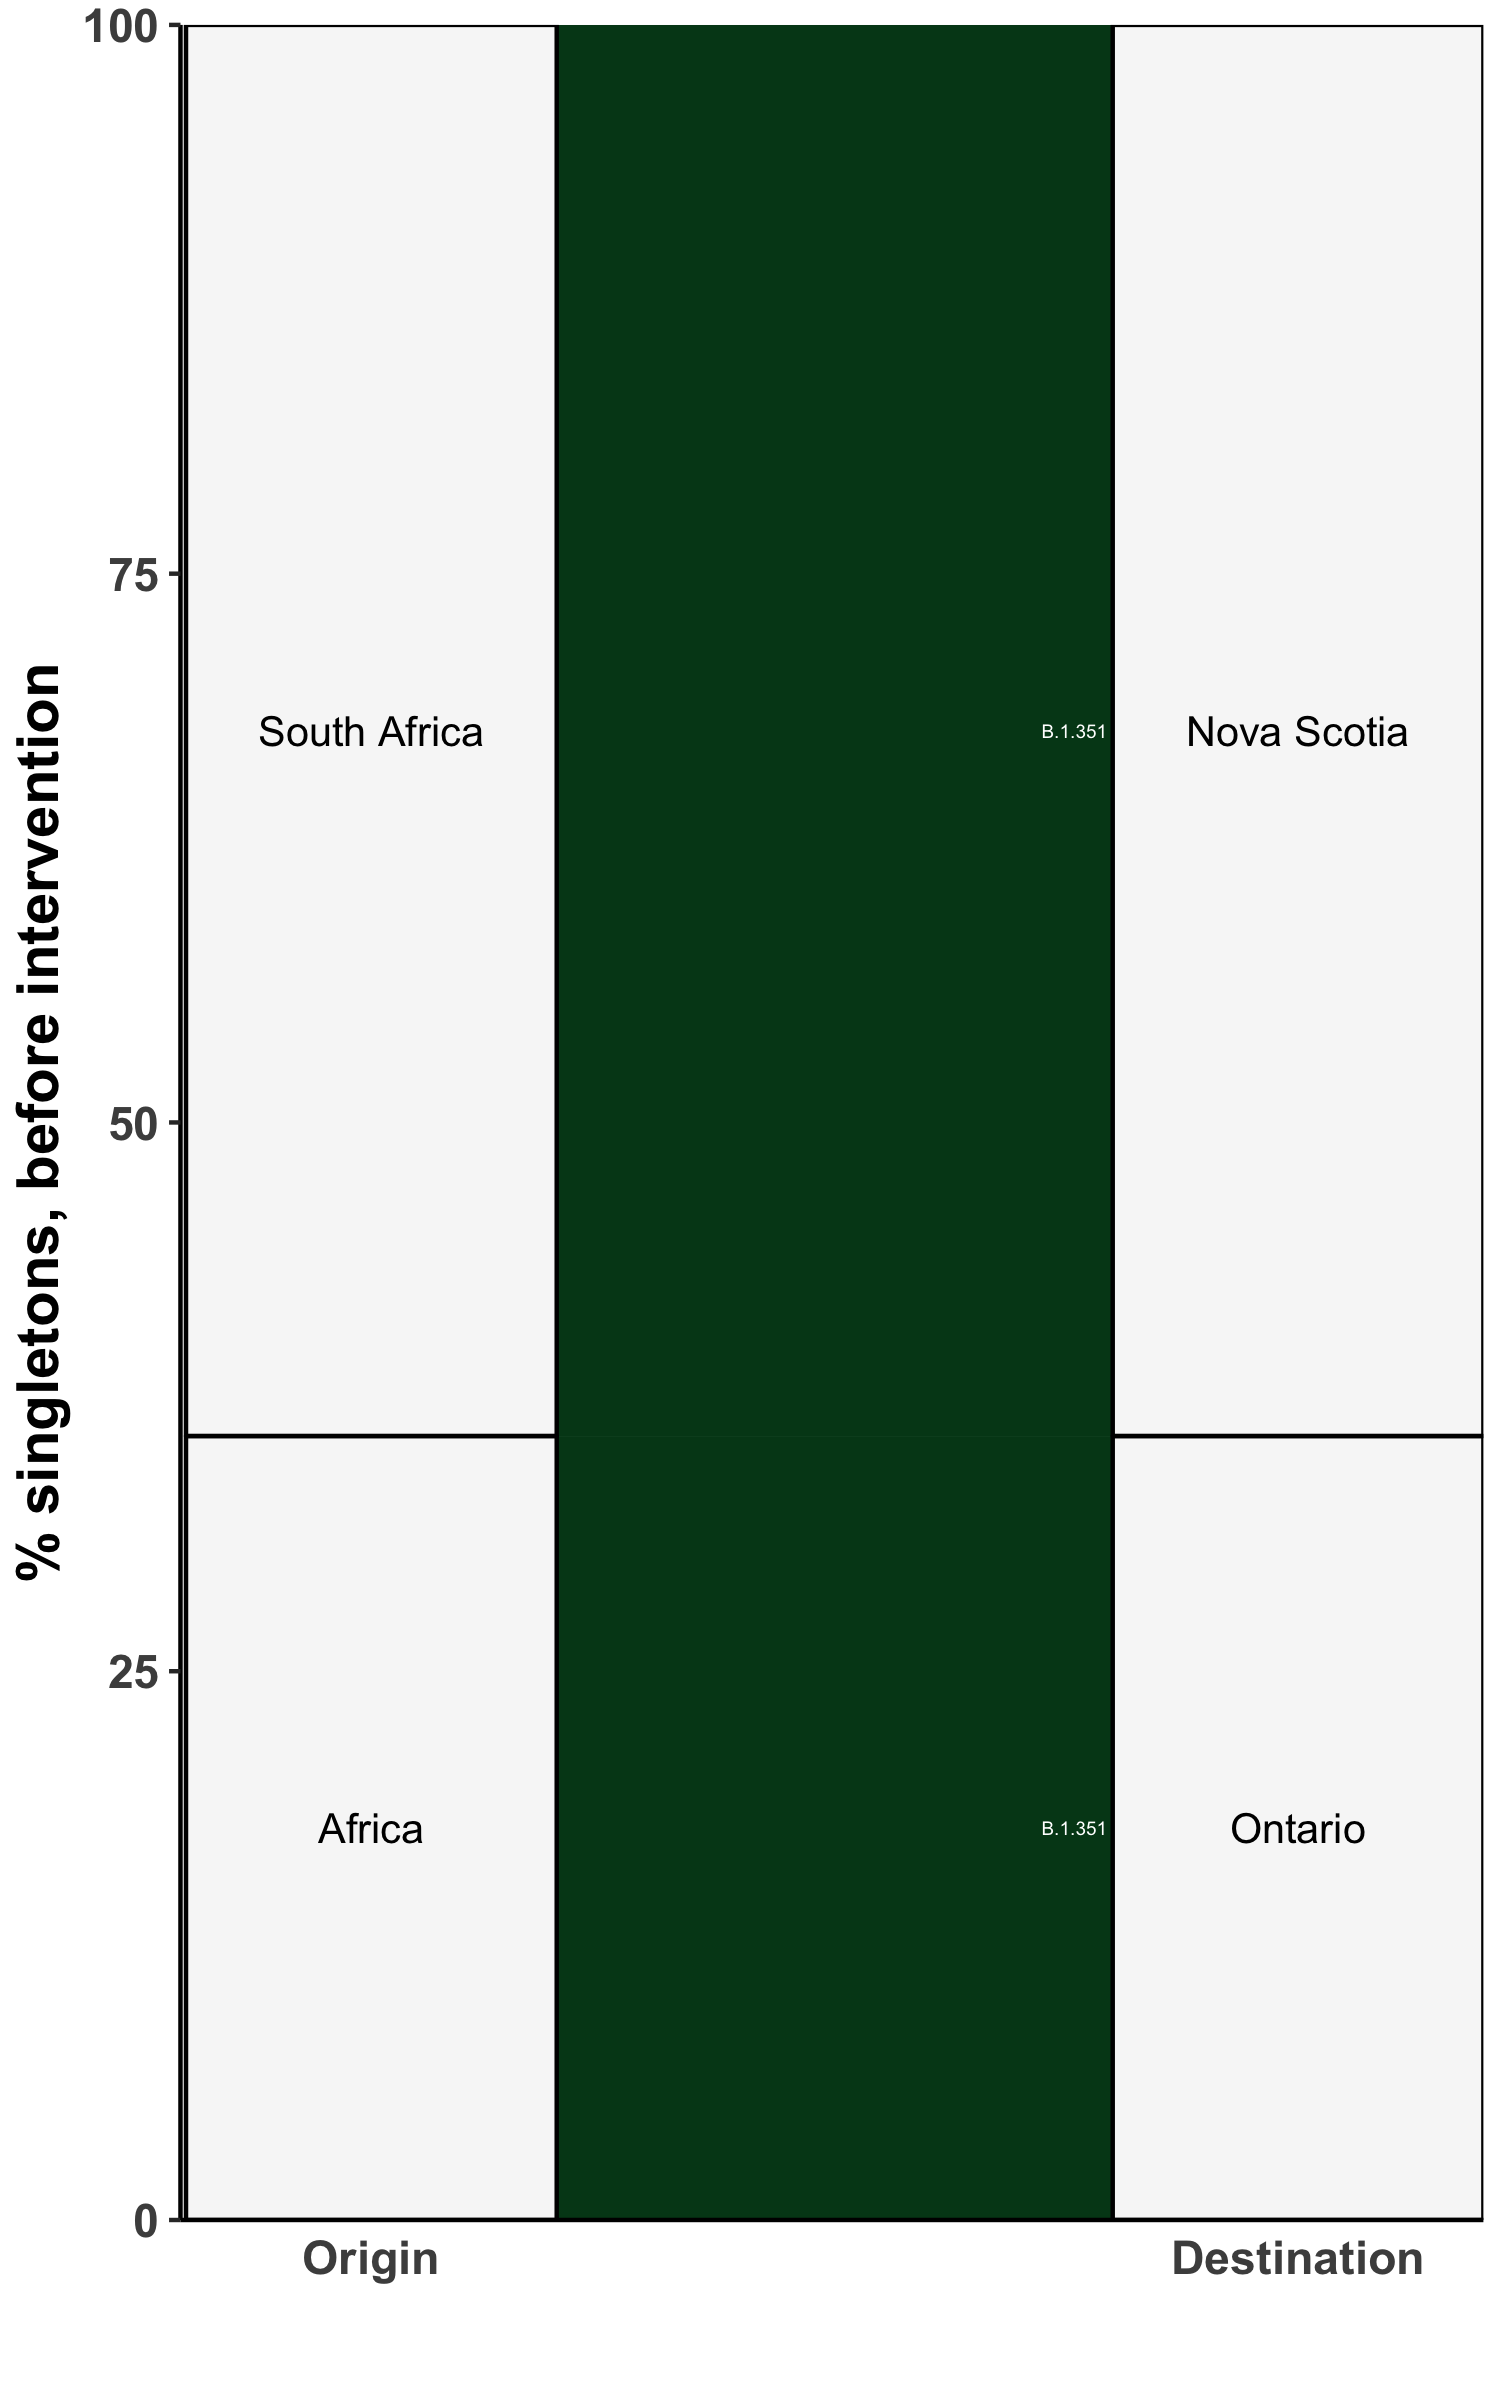 % singletons, before intervention
100
75
50
25
0
South Africa
B.1.351
Nova Scotia
Africa
B.1.351
Ontario
Origin
Destination